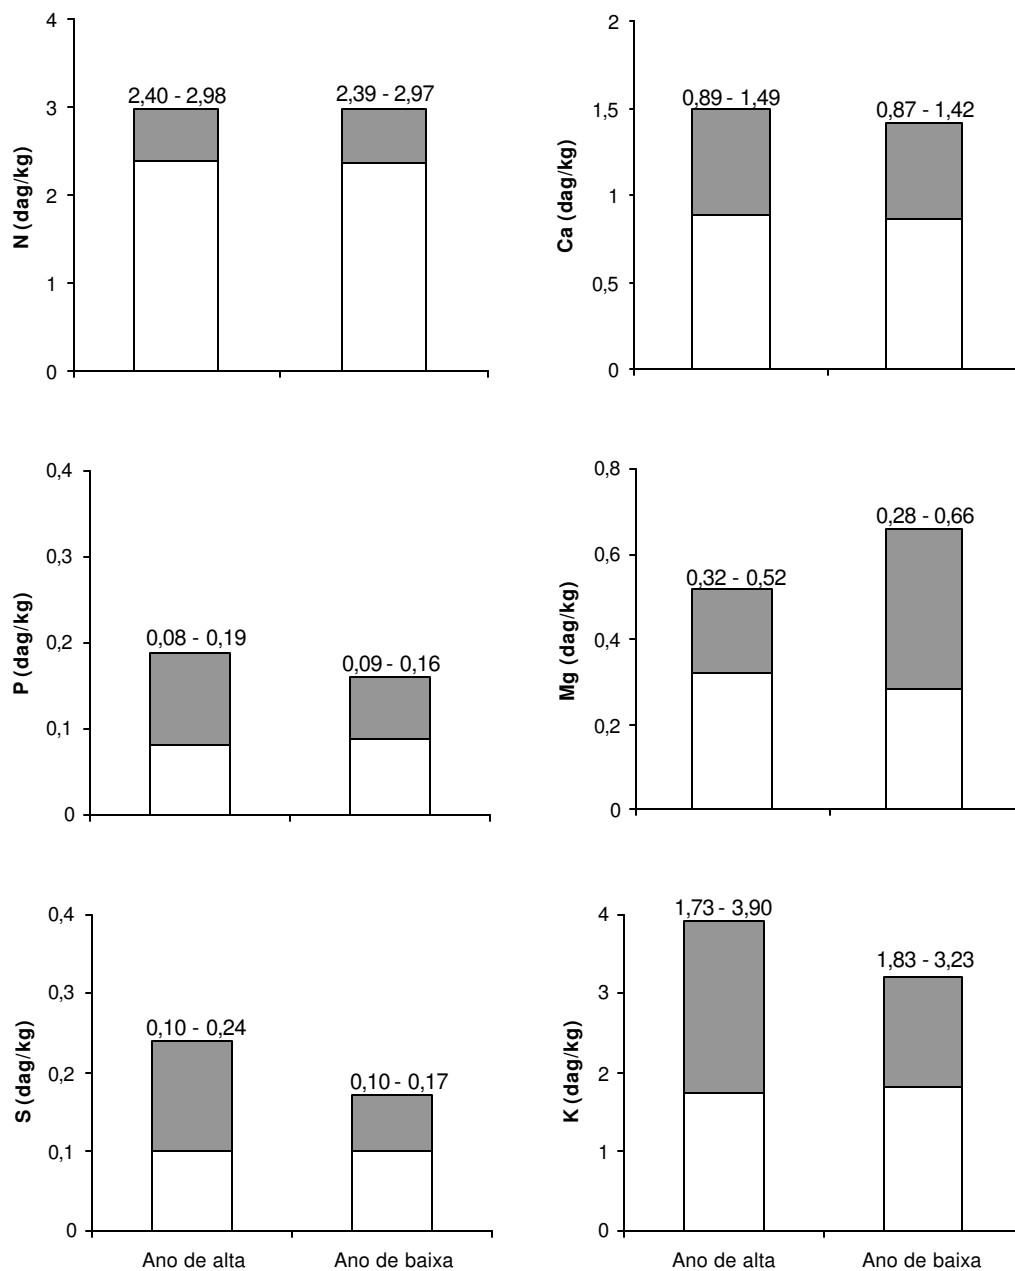 N (dag/kg)
4
3
2
1
0
2,40 - 2,98
2,39 - 2,97
Ca (dag/kg)
2
1,5
1
0,5
0
0,89 - 1,49
0,87 - 1,42
P (dag/kg)
0,4
0,3
0,2
0,1
0
0,08 - 0,19
0,09 - 0,16
Mg (dag/kg)
0,8
0,6
0,4
0,2
0
0,32 - 0,52
0,28 - 0,66
S (dag/kg)
0,4
0,3
0,2
0,1
0
0,10 - 0,24
0,10 - 0,17
Ano de alta
Ano de baixa
K (dag/kg)
4
3
2
1
0
1,73 - 3,90
1,83 - 3,23
Ano de alta
Ano de baixa